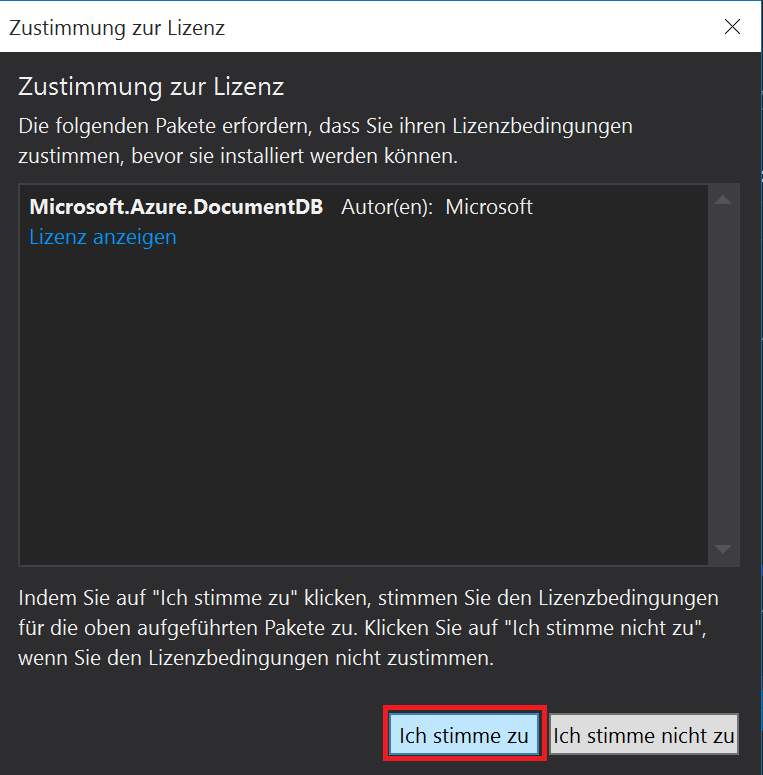 Zustimmung zur Lizenz
Zustimmung zur Lizenz
Die folgenden Pakete erfordern, dass Sie ihren Lizenzbedingungen
zustimmen, bevor sie installiert werden können.
Microsoft.Azure.DocumentDB Autor(en): Microsoft
Lizenz anzeigen
Indem Sie auf "Ich stimme zu" klicken, stimmen Sie den Lizenzbedingungen
für die oben aufgeführten Pakete zu. Klicken Sie auf "Ich stimme nicht zu",
wenn Sie den Lizenzbedingungen nicht zustimmen.
Ich stimme zu Ich stimme nicht zu